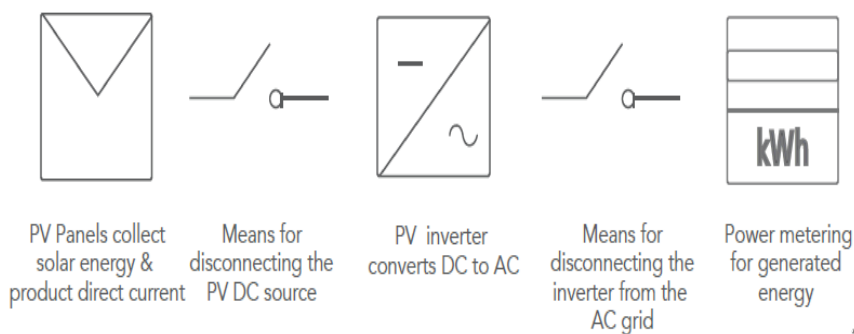 kWh
PV Panels collect
solar energy &
product direct current
Means for
disconnecting the
PV DC source
PV inverter
converts DC to AC
Means for
disconnecting the
inverter from the
AC grid
Power metering
for generated
energy